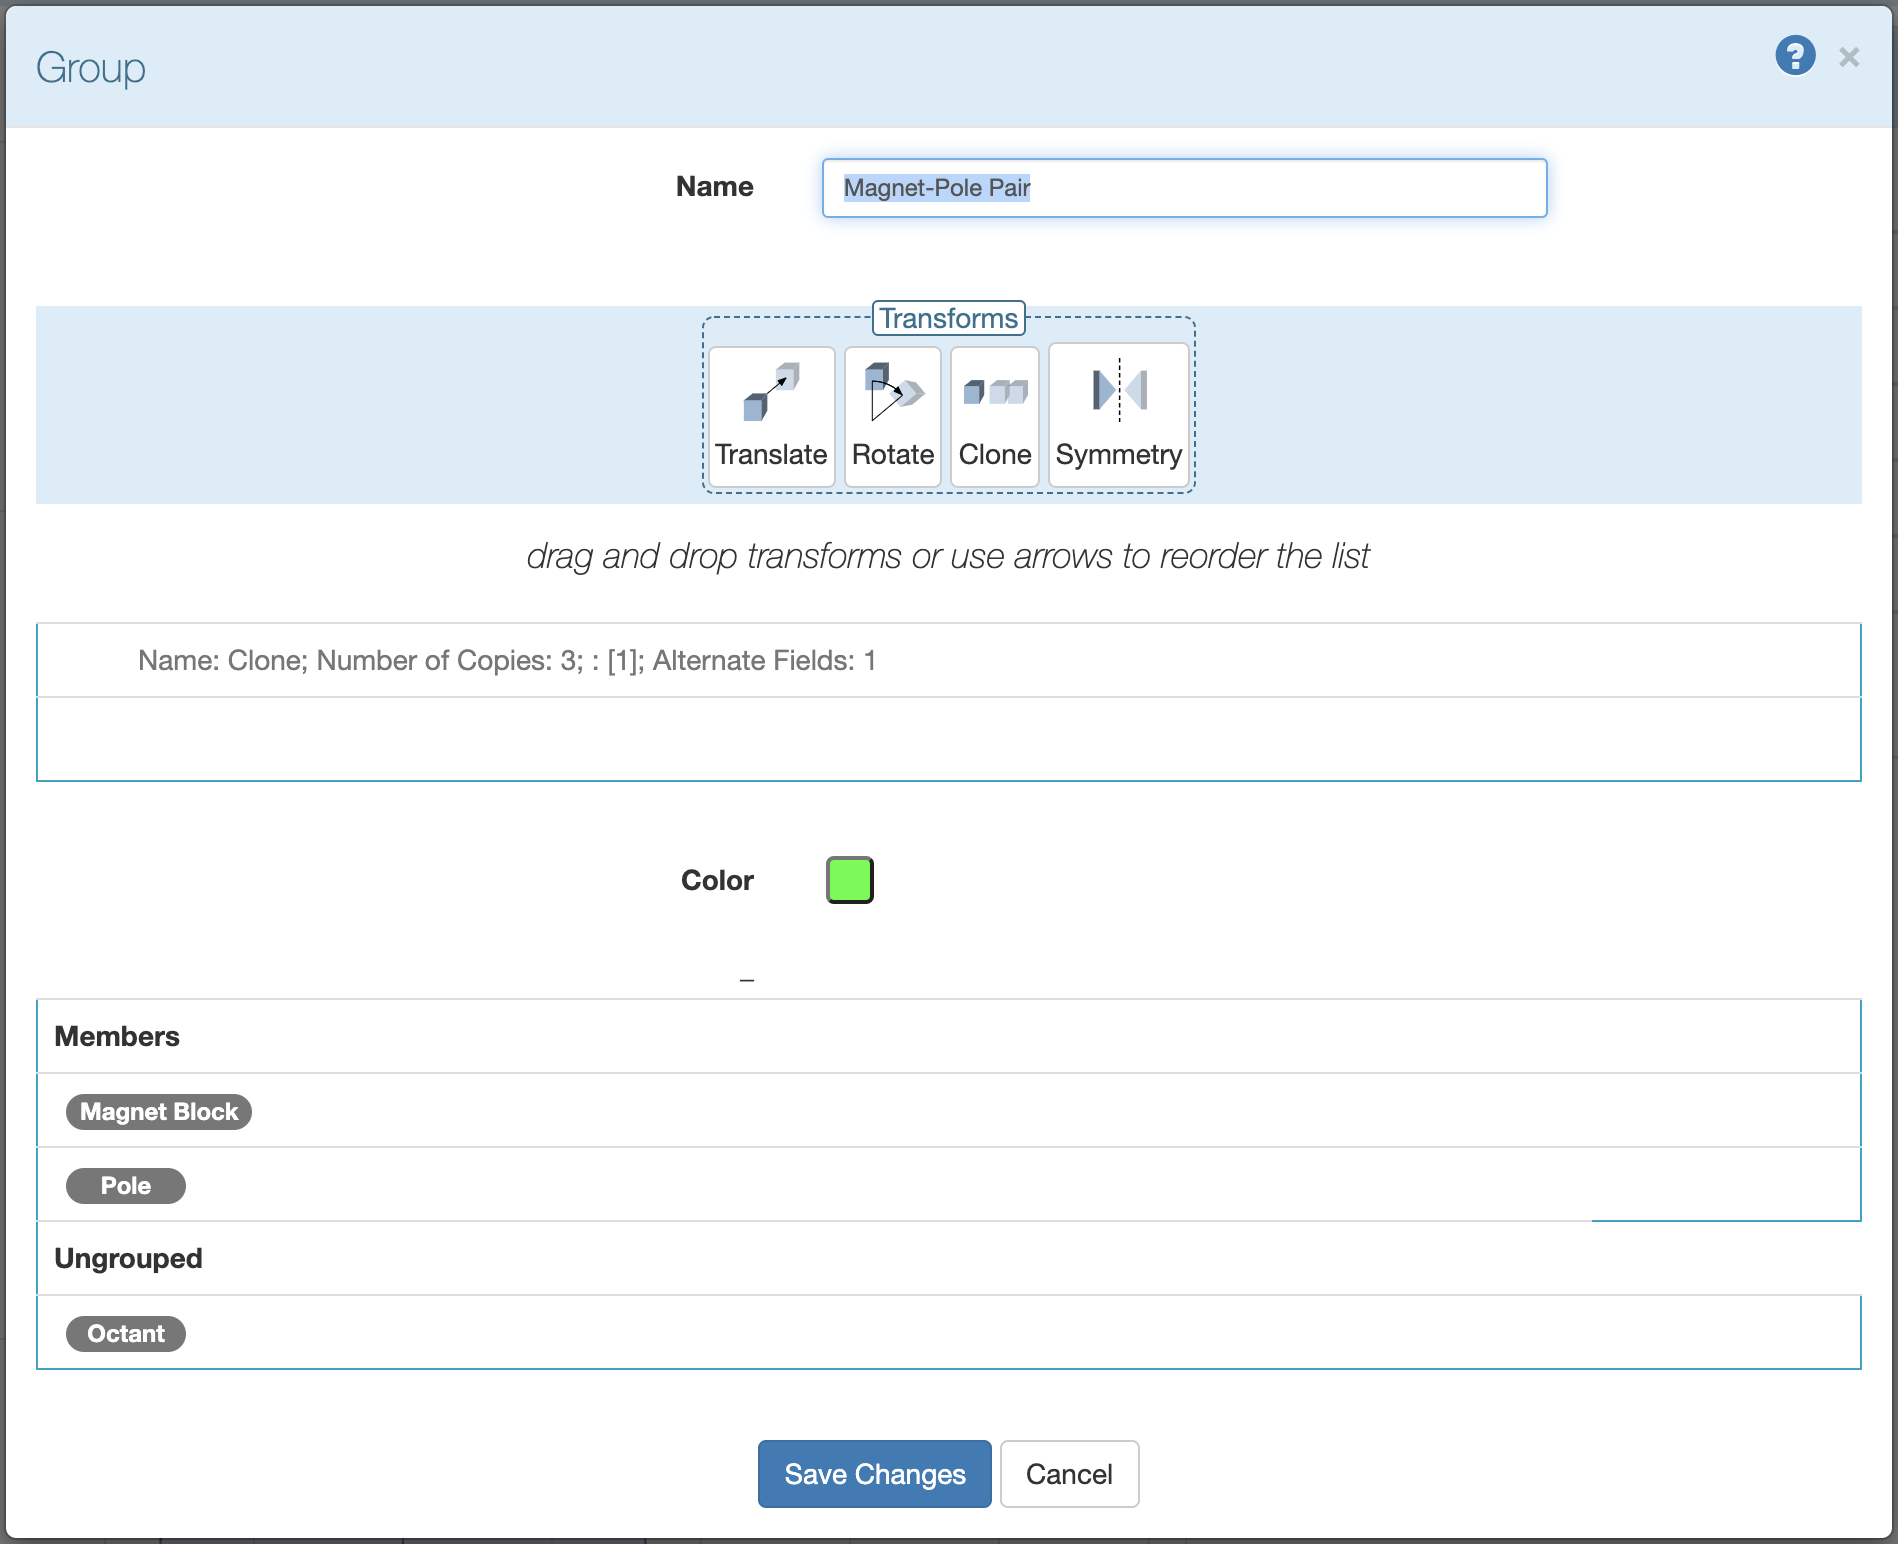 Group
?
×
Name
Magnet-Pole Pair
Transforms
Translate Rotate Clone Symmetry
drag and drop transforms or use arrows to reorder the list
Name: Clone; Number of Copies: 3; : [1]; Alternate Fields: 1
Color
_
Members
Magnet Block
Pole
Ungrouped
Octant
Save Changes Cancel